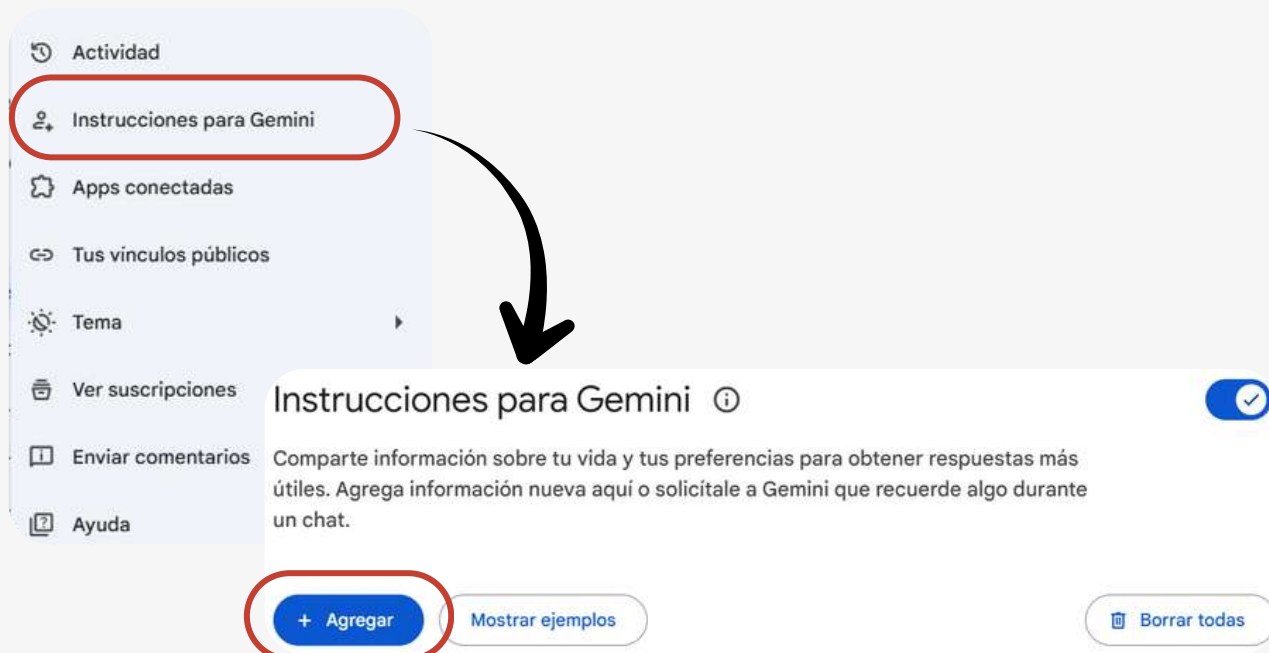 Actividad
Instrucciones para Gemini
Apps conectadas
Tus vínculos públicos
Tema
Ver suscripciones
Enviar comentarios
Ayuda
Instrucciones para Gemini
Comparte información sobre tu vida y tus preferencias para obtener respuestas más
útiles. Agrega información nueva aquí o solicítale a Gemini que recuerde algo durante
un chat.
+ Agregar
Mostrar ejemplos
Borrar todas